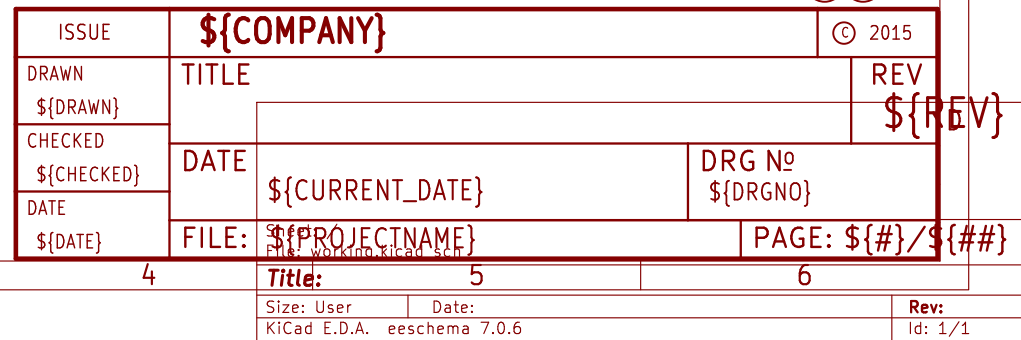 ISSUE ${COMPANY} © 2015
DRAWN TITLE REV
${DRAWN} ${REV}
D
CHECKED
DATE DRG Nº
${CHECKED} ${CURRENT_DATE} ${DRGNO}
DATE
Sheet:
${DATE} FILE: ${PROJECTNAME} PAGE: ${#}/${##}
File: working.kicad_sch
4 5 6
Title:
Size: User Date: Rev:
KiCad E.D.A. eeschema 7.0.6 Id: 1/1